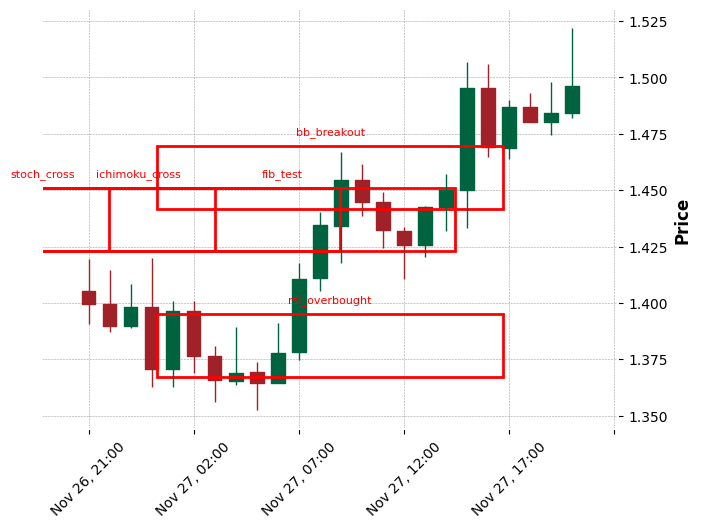 1.525
1.500
bb_breakout
1.475
stoch_cross ichimoku_cross fib_test
1.450
1.425
Price
1.400
rsi_overbought
1.375
1.350
Nov 26, 21:00
Nov 27, 02:00
Nov 27, 07:00
Nov 27, 12:00
Nov 27, 17:00